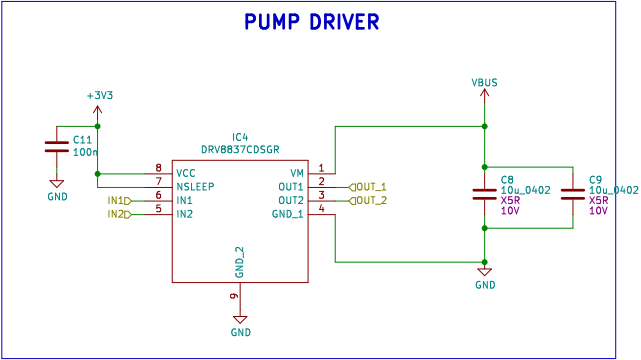 PUMP DRIVER
VBUS
+3V3
C11
100n
GND
IC4
DRV8837CDSGR
8 VCC VM 1
7 NSLEEP OUT1 2 OUT_1
IN1 6 IN1 OUT2 3 OUT_2
IN2 5 IN2 GND_1 4
GND_2
9
GND
C8
10u_0402
X5R
10V
C9
10u_0402
X5R
10V
GND